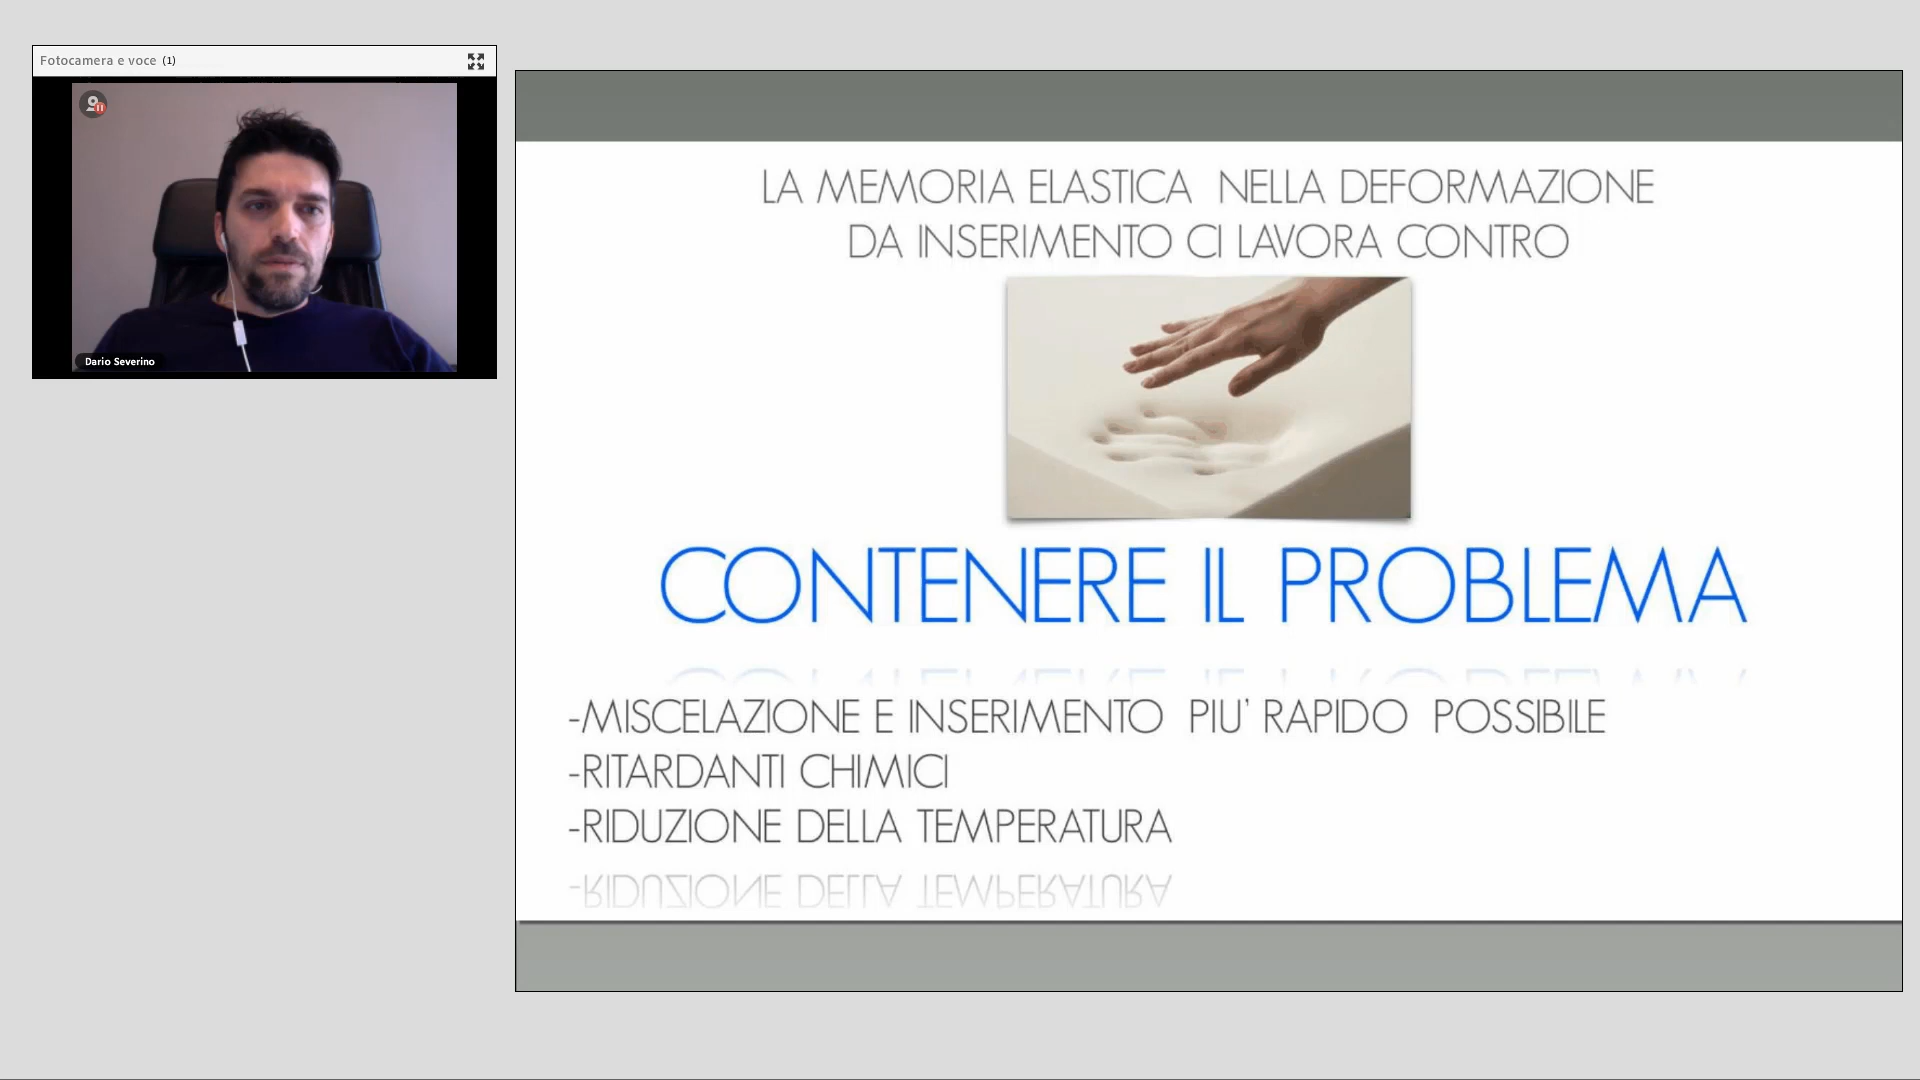 Fotocamera e voce (1)
Dario Severino
LA MEMORIA ELASTICA NELLA DEFORMAZIONE
DA INSERIMENTO CI LAVORA CONTRO
CONTENERE IL PROBLEMA
-MISCELAZIONE E INSERIMENTO PIU' RAPIDO POSSIBILE
-RITARDANTI CHIMICI
-RIDUZIONE DELLA TEMPERATURA